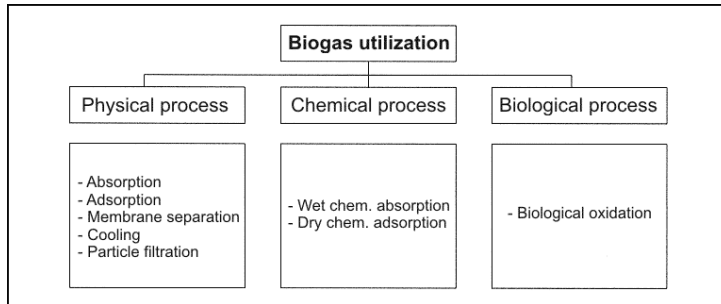 Biogas utilization
Physical process
Chemical process
Biological process
- Absorption
- Adsorption
- Membrane separation
- Cooling
- Particle filtration
- Wet chem. absorption
- Dry chem. adsorption
- Biological oxidation